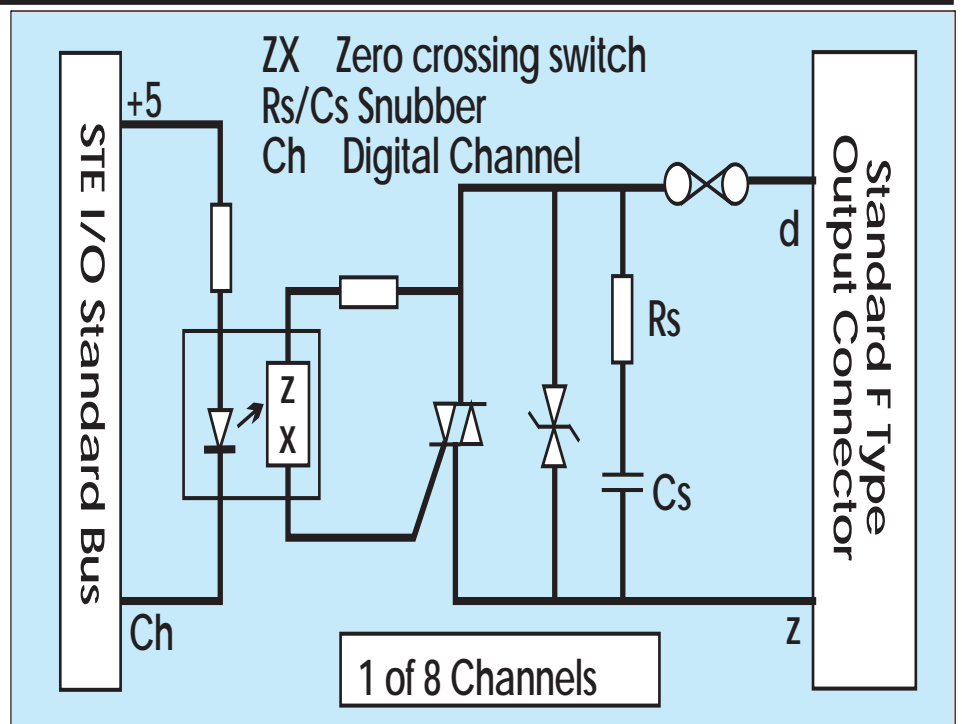 ZX Zero crossing switch
Rs/Cs Snubber
Ch Digital Channel
STE I/O Standard Bus
+5
Z
X
Ch
Rs
Cs
d
z
Standard F Type
Output Connector
1 of 8 Channels